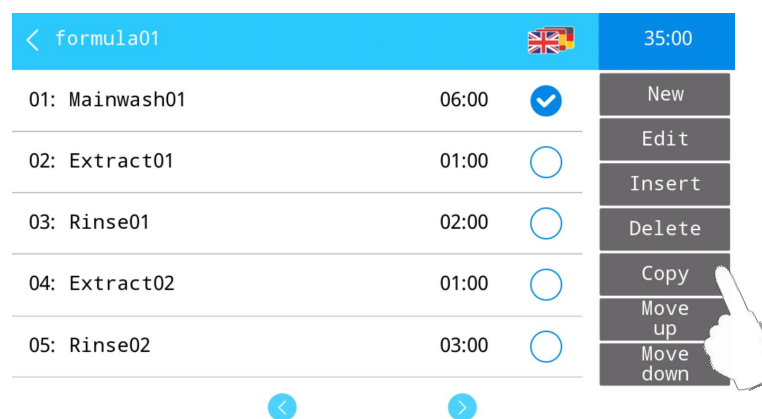 formula01
35:00
01: Mainwash01 06:00
02: Extract01 01:00
03: Rinse01 02:00
04: Extract02 01:00
05: Rinse02 03:00
New
Edit
Insert
Delete
Copy
Move
up
Move
down